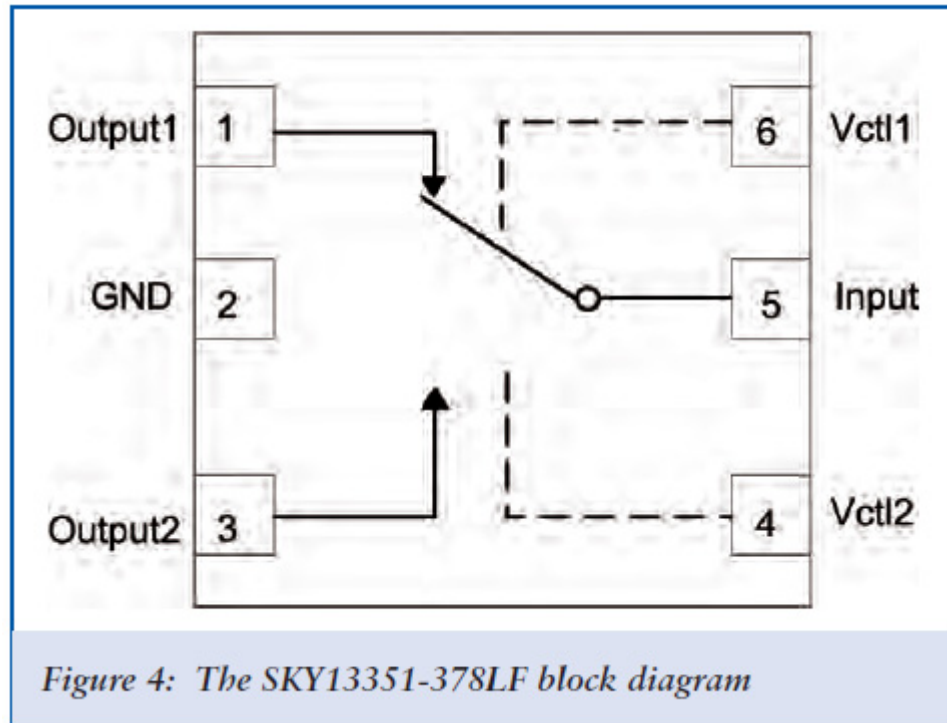 Output1 1 6 Vctl1
GND 2 5 Input
Output2 3 4 Vctl2
Figure 4: The SKY13351-378LF block diagram